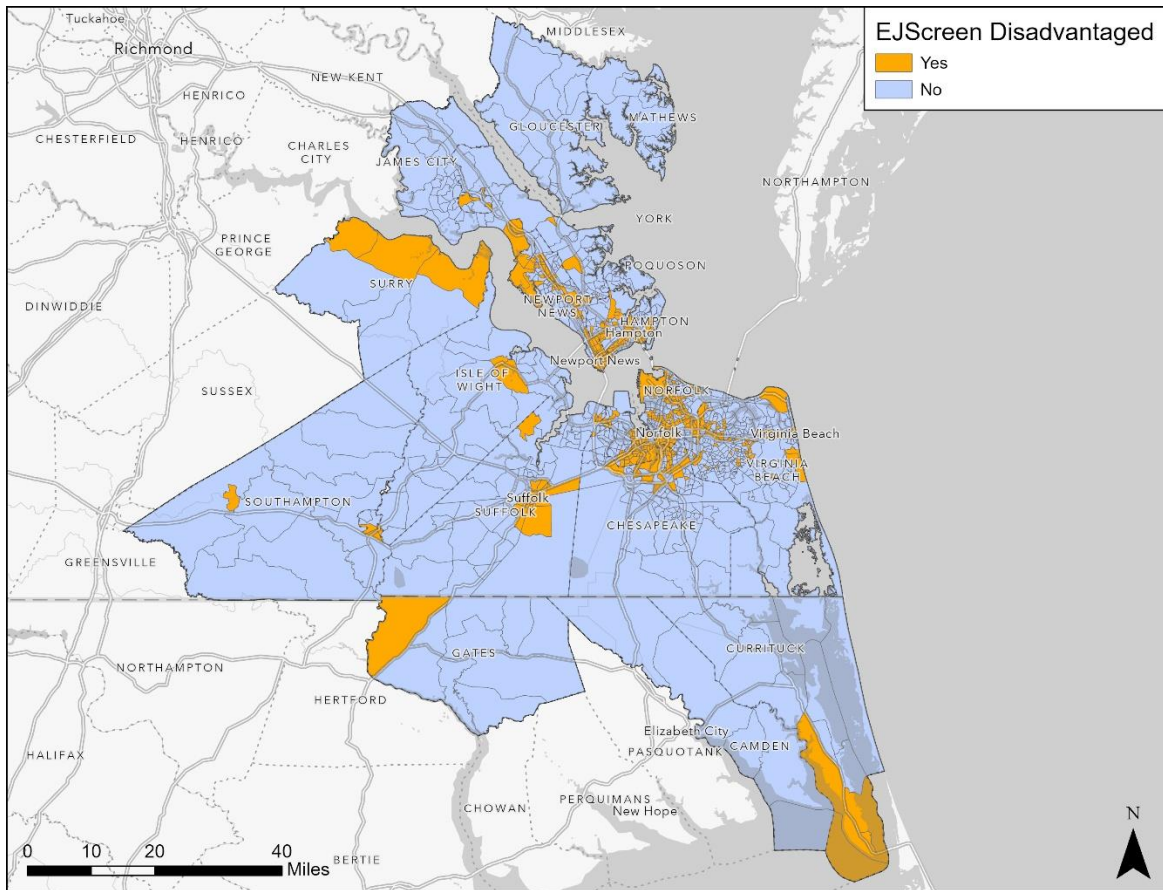 Tuckahoe
Richmond
MIDDLESEX
EJScreen Disadvantaged
Yes
No
NEW KENT
HENRICO
GLOUCESTER
MATHEWS
CHESTERFIELD
HENRICO
CHARLES
CITY
JAMES CITY
NORTHAMPTON
YORK
PRINCE
GEORGE
POQUOSON
SURRY
DINWIDDIE
NEWPORT
NEWS
HAMPTON
Hampton
Newport News
ISLE OF
WIGHT
SUSSEX
NORFOLK
Norfolk
Virginia Beach
VIRGINIA
BEACH
SOUTHAMPTON
Suffolk
SUFFOLK
CHESAPEAKE
GREENSVILLE
GATES
CURRITUCK
NORTHAMPTON
HERTFORD
Elizabeth City
PASQUOTANK
CAMDEN
HALIFAX
CHOWAN
PERQUIMANS
New Hope
BERTIE
N
0 10 20 40
Miles